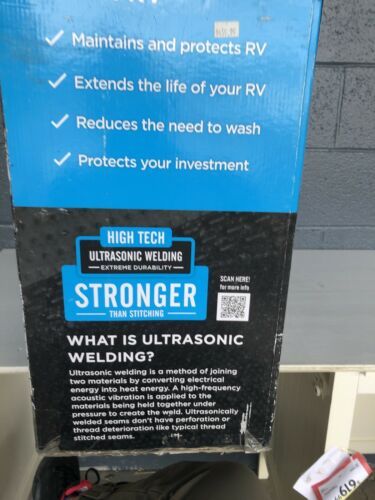 ✓ Maintains and protects RV
✓ Extends the life of your RV
✓ Reduces the need to wash
✓ Protects your investment
HIGH TECH
ULTRASONIC WELDING
EXTREME DURABILITY
STRONGER
THAN STITCHING
SCAN HERE!
for more info
WHAT IS ULTRASONIC
WELDING?
Ultrasonic welding is a method of joining
two materials by converting electrical
energy into heat energy. A high-frequency
acoustic vibration is applied to the
materials being held together under
pressure to create the weld. Ultrasonically
welded seams don't have perforation or
thread deterioration like typical thread
stitched seams.
619